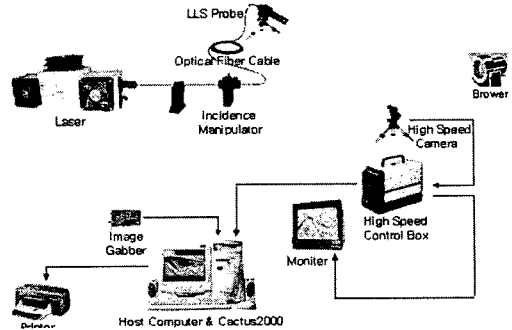 LLS Probe
Optical Fiber Cable
Laser
Incidence
Manipulator
Brower
High Speed
Camera
High Speed
Control Box
Image
Gabber
Moniter
Host Computer & Cactus2000
Printer